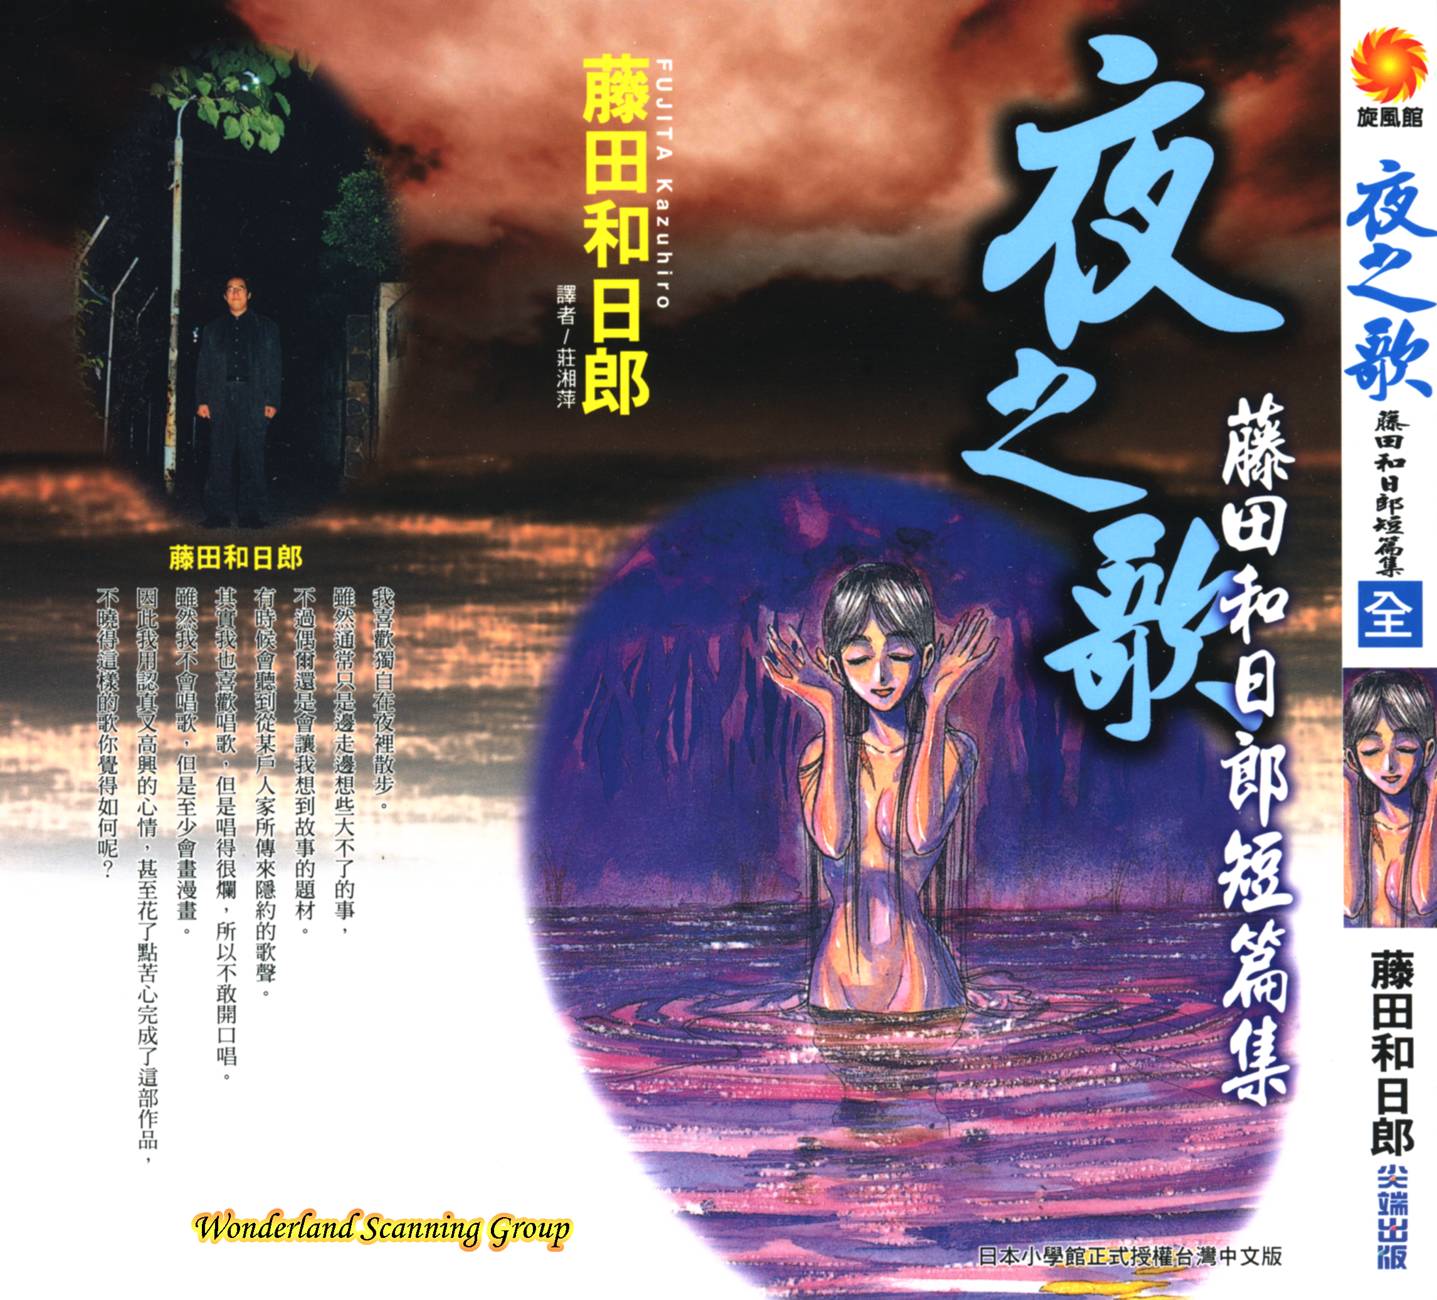 旋風館
夜之歌
藤田和日郎短篇集
全
藤田和日郎
尖端出版
夜之歌
藤田和日郎短篇集
日本小學館正式授權台灣中文版
FUJITA Kazuhiro
藤田和日郎
譯者/莊湘萍
藤田和日郎
我喜歡獨自在夜裡散步。
雖然通常只是邊走邊想些大不了的事，
不過偶爾還是會讓我想到故事的題材。
有時候會聽到從某戶人家所傳來隱約的歌聲。
其實我也喜歡唱歌，但是唱得很爛，所以不敢開口唱。
雖然我不會唱歌，但是至少會畫漫畫。
因此我用認真又高興的心情，甚至花了點苦心完成了這部作品，
不曉得這樣的歌你覺得如何呢？
Wonderland Scanning Group